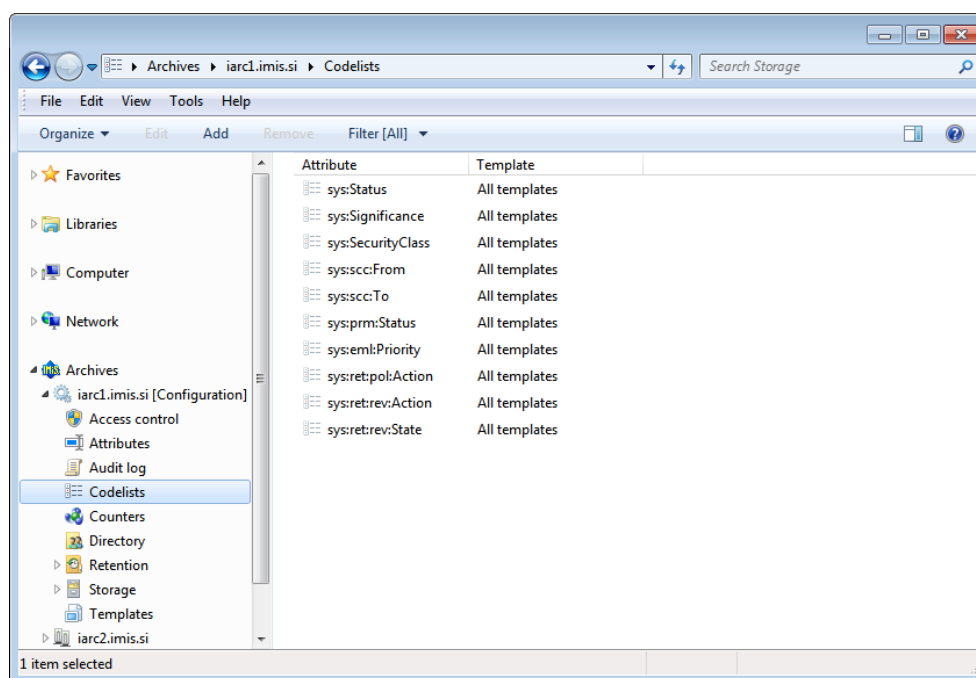 Archives iarc1.imis.si Codelists Search Storage
File Edit View Tools Help
Organize Edit Add Remove Filter [All]
Favorites
Libraries
Computer
Network
Archives
iarc1.imis.si [Configuration]
Access control
Attributes
Audit log
Codelists
Counters
Directory
Retention
Storage
Templates
iarc2.imis.si
Attribute Template
sys:Status All templates
sys:Significance All templates
sys:SecurityClass All templates
sys:scc:From All templates
sys:scc:To All templates
sys:prm:Status All templates
sys:eml:Priority All templates
sys:ret:pol:Action All templates
sys:ret:rev:Action All templates
sys:ret:rev:State All templates
1 item selected